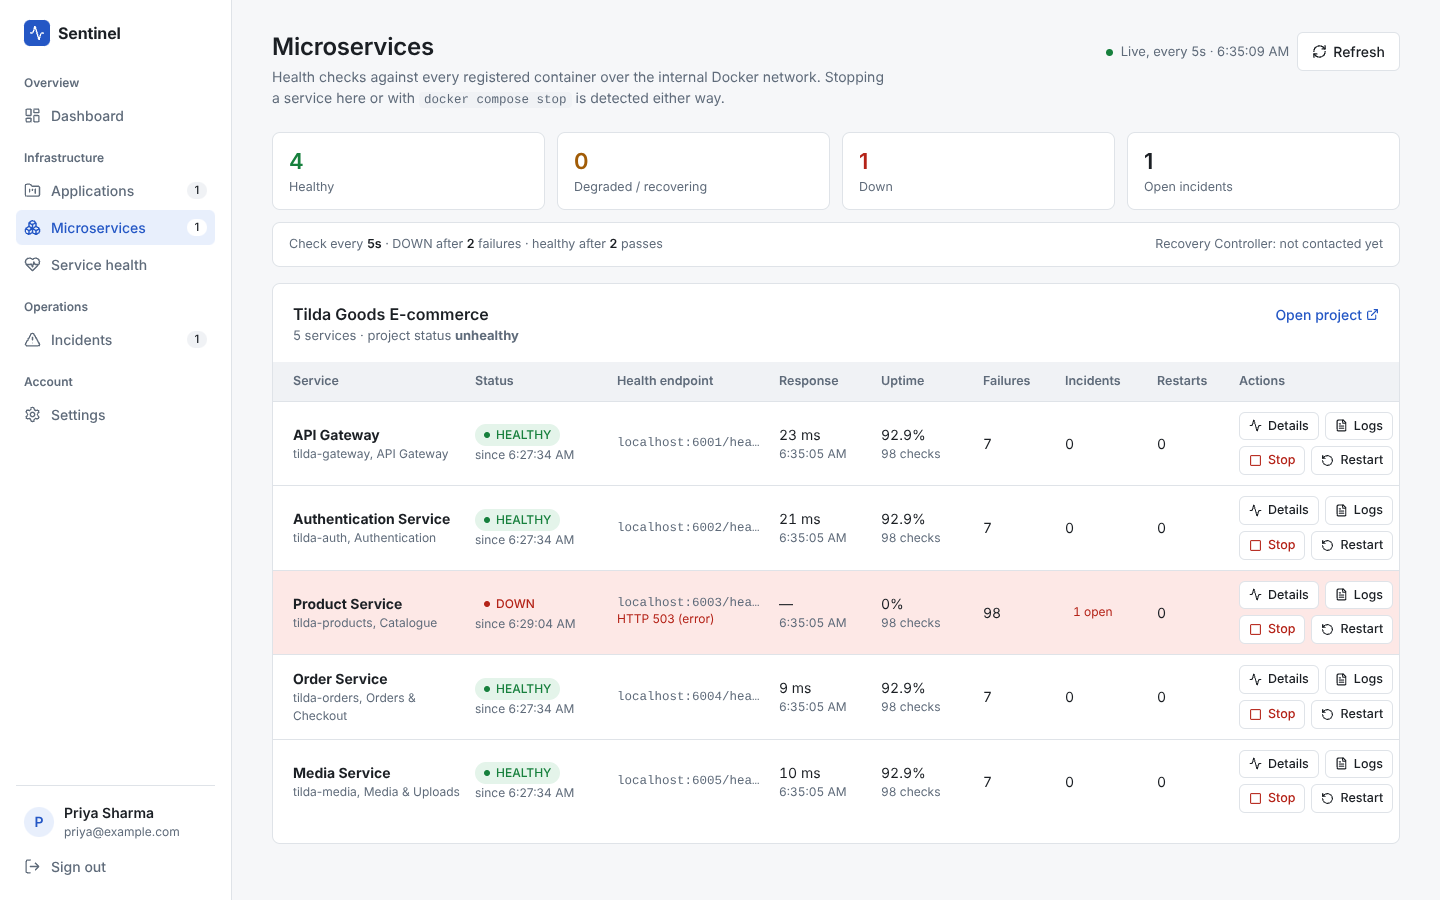 Sentinel
Overview
Dashboard
Infrastructure
Applications 1
Microservices 1
Service health
Operations
Incidents 1
Account
Settings
P
Priya Sharma
priya@example.com
Sign out
Microservices
Health checks against every registered container over the internal Docker network. Stopping
a service here or with docker compose stop is detected either way.
Live, every 5s · 6:35:09 AM
Refresh
4
Healthy
0
Degraded / recovering
1
Down
1
Open incidents
Check every 5s · DOWN after 2 failures · healthy after 2 passes
Recovery Controller: not contacted yet
Tilda Goods E-commerce
5 services · project status unhealthy
Open project
Service Status Health endpoint Response Uptime Failures Incidents Restarts Actions
API Gateway
tilda-gateway, API Gateway
HEALTHY
since 6:27:34 AM
localhost:6001/hea…
23 ms
6:35:05 AM
92.9%
98 checks
7
0
0
Details Logs
Stop Restart
Authentication Service
tilda-auth, Authentication
HEALTHY
since 6:27:34 AM
localhost:6002/hea…
21 ms
6:35:05 AM
92.9%
98 checks
7
0
0
Details Logs
Stop Restart
Product Service
tilda-products, Catalogue
DOWN
since 6:29:04 AM
localhost:6003/hea…
HTTP 503 (error)
—
6:35:05 AM
0%
98 checks
98
1 open
0
Details Logs
Stop Restart
Order Service
tilda-orders, Orders &
Checkout
HEALTHY
since 6:27:34 AM
localhost:6004/hea…
9 ms
6:35:05 AM
92.9%
98 checks
7
0
0
Details Logs
Stop Restart
Media Service
tilda-media, Media & Uploads
HEALTHY
since 6:27:34 AM
localhost:6005/hea…
10 ms
6:35:05 AM
92.9%
98 checks
7
0
0
Details Logs
Stop Restart